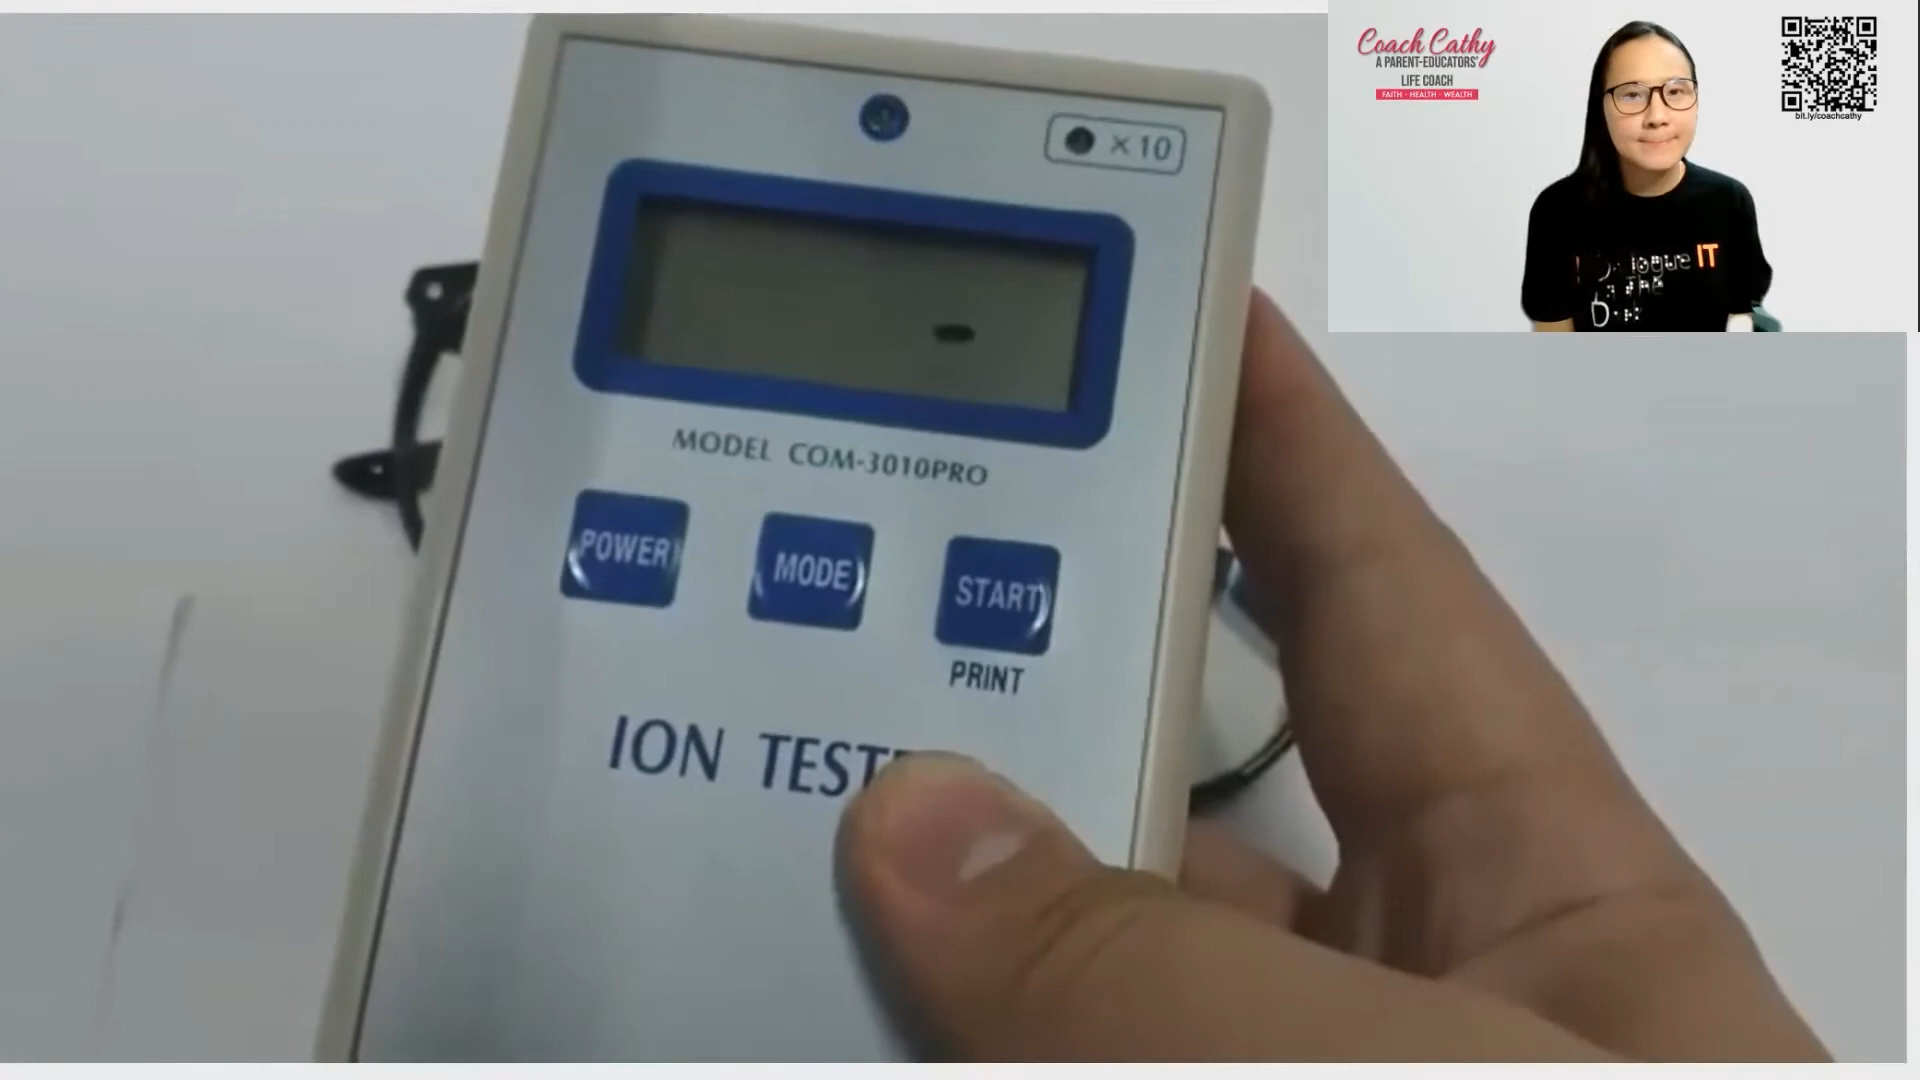 ×10
MODEL COM-3010PRO
POWER
MODE
START
PRINT
ION
Coach Cathy
A PARENT-EDUCATORS'
LIFE COACH
FAITH - HEALTH - WEALTH
bit.ly/coachcathy
IT